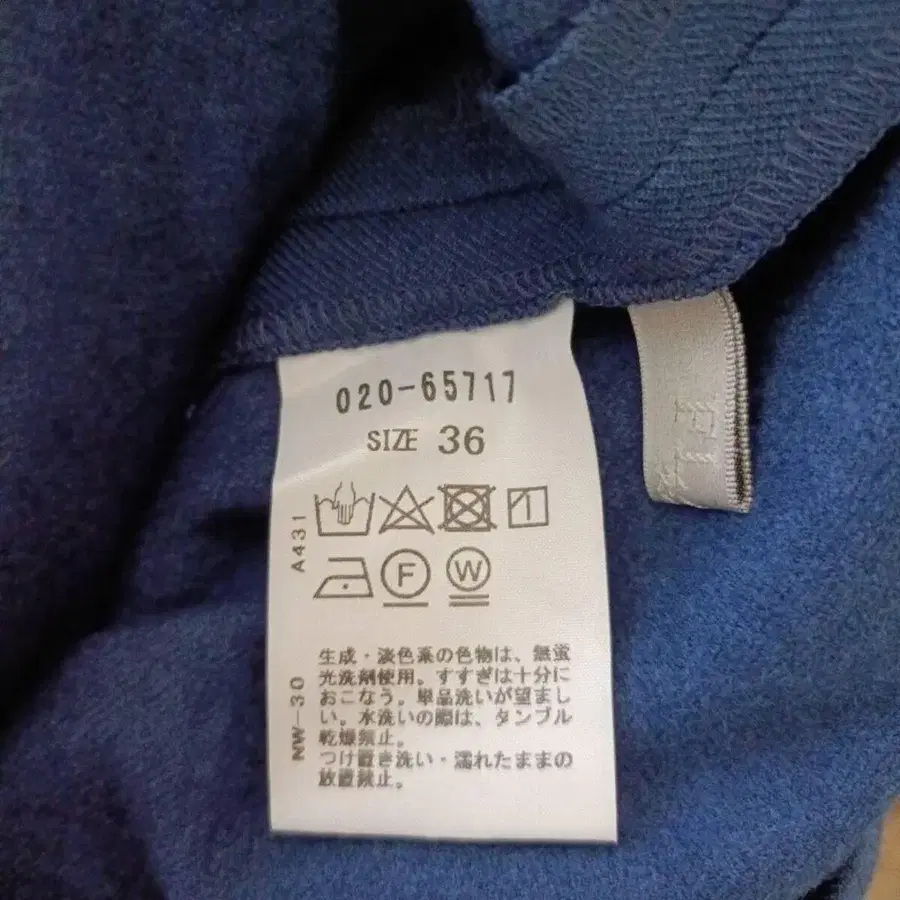 020-65717
SIZE 36
A431
F
W
NW-30
生成・淡色系の色物は、無蛍
光洗剤使用。すすぎは十分に
おこなう。単品洗いが望まし
い。水洗いの際は、タンブル
乾燥禁止。
つけ置き洗い・濡れたままの
放置禁止。